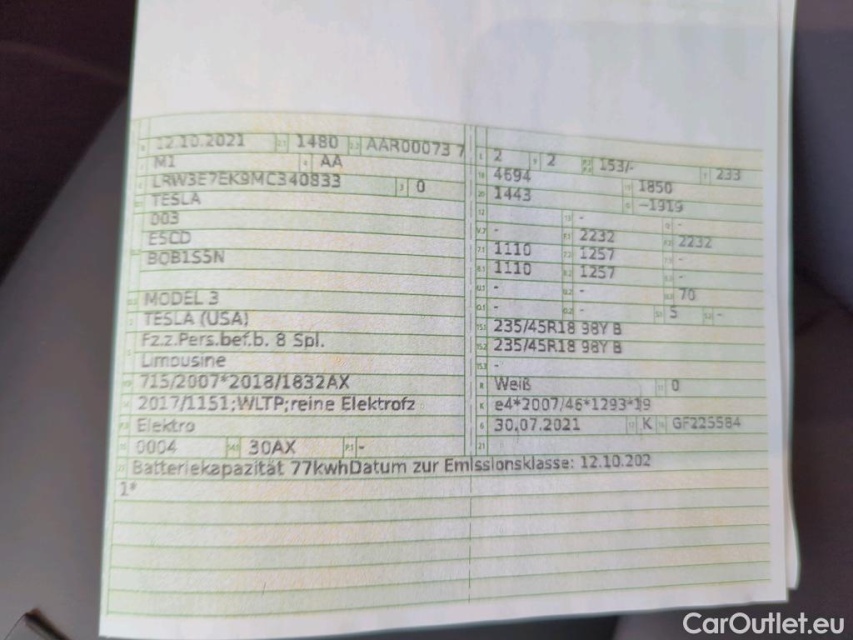 12.10.2021 1480 AAR00073 7
M1 AA
LRW3E7EK9MC340833 0
TESLA
003
E5CD
BQB1S5N
MODEL 3
TESLA (USA)
Fz.z.Pers.bef.b. 8 Spl.
Limousine
715/2007*2018/1832AX
2017/1151;WLTP;reine Elektrofz
Elektro
0004 30AX -
Batteriekapazität 77kwhDatum zur Emissionsklasse: 12.10.202
1*
2 2 153/- 233
4694 1850
1443 -1919
- -
- 2232 2232
1110 1257 -
1110 1257 -
- - 70
- - 5 -
235/45R18 98Y B
235/45R18 98Y B
-
Weiß 0
e4*2007/46*1293*19
30.07.2021 K GF225584
CarOutlet.eu